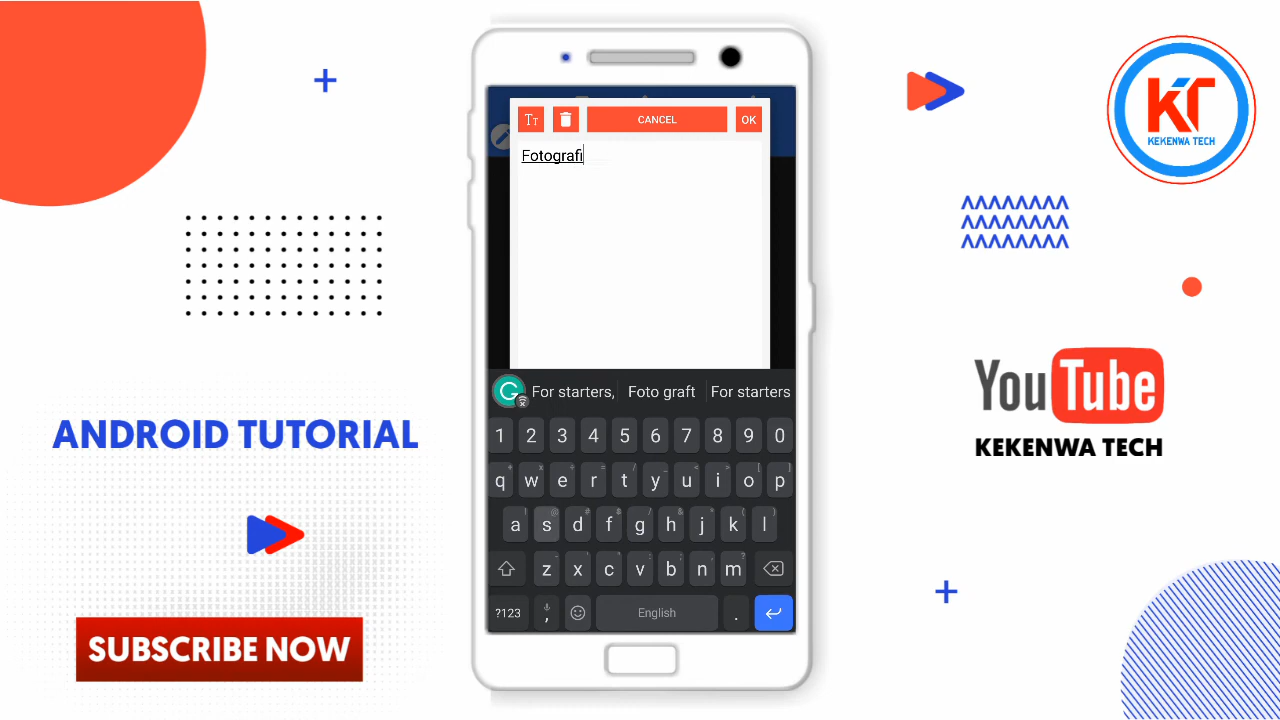 KT
KEKENWA TECH
Tt
CANCEL
OK
Fotografi
For starters,
Foto graft
For starters
1 2 3 4 5 6 7 8 9 0
q w e r t y u i o p
a s d f g h j k l
z x c v b n m
?123 , English .
ANDROID TUTORIAL
SUBSCRIBE NOW
YouTube
KEKENWA TECH